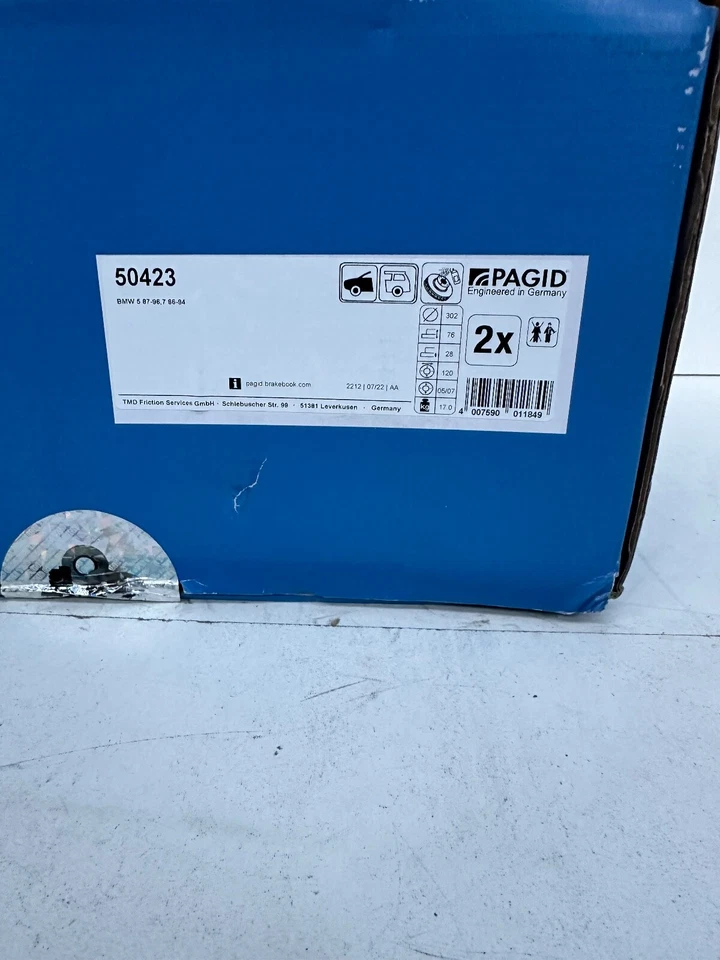 50423
BMW 5 87-96,7 86-94
PAGID
Engineered in Germany
302
76
28
120
05/07
Kg 17.0
2x
i pagid.brakebook.com
2212 | 07/22 | AA
TMD Friction Services GmbH · Schlebuscher Str. 99 · 51381 Leverkusen · Germany
4 007590 011849